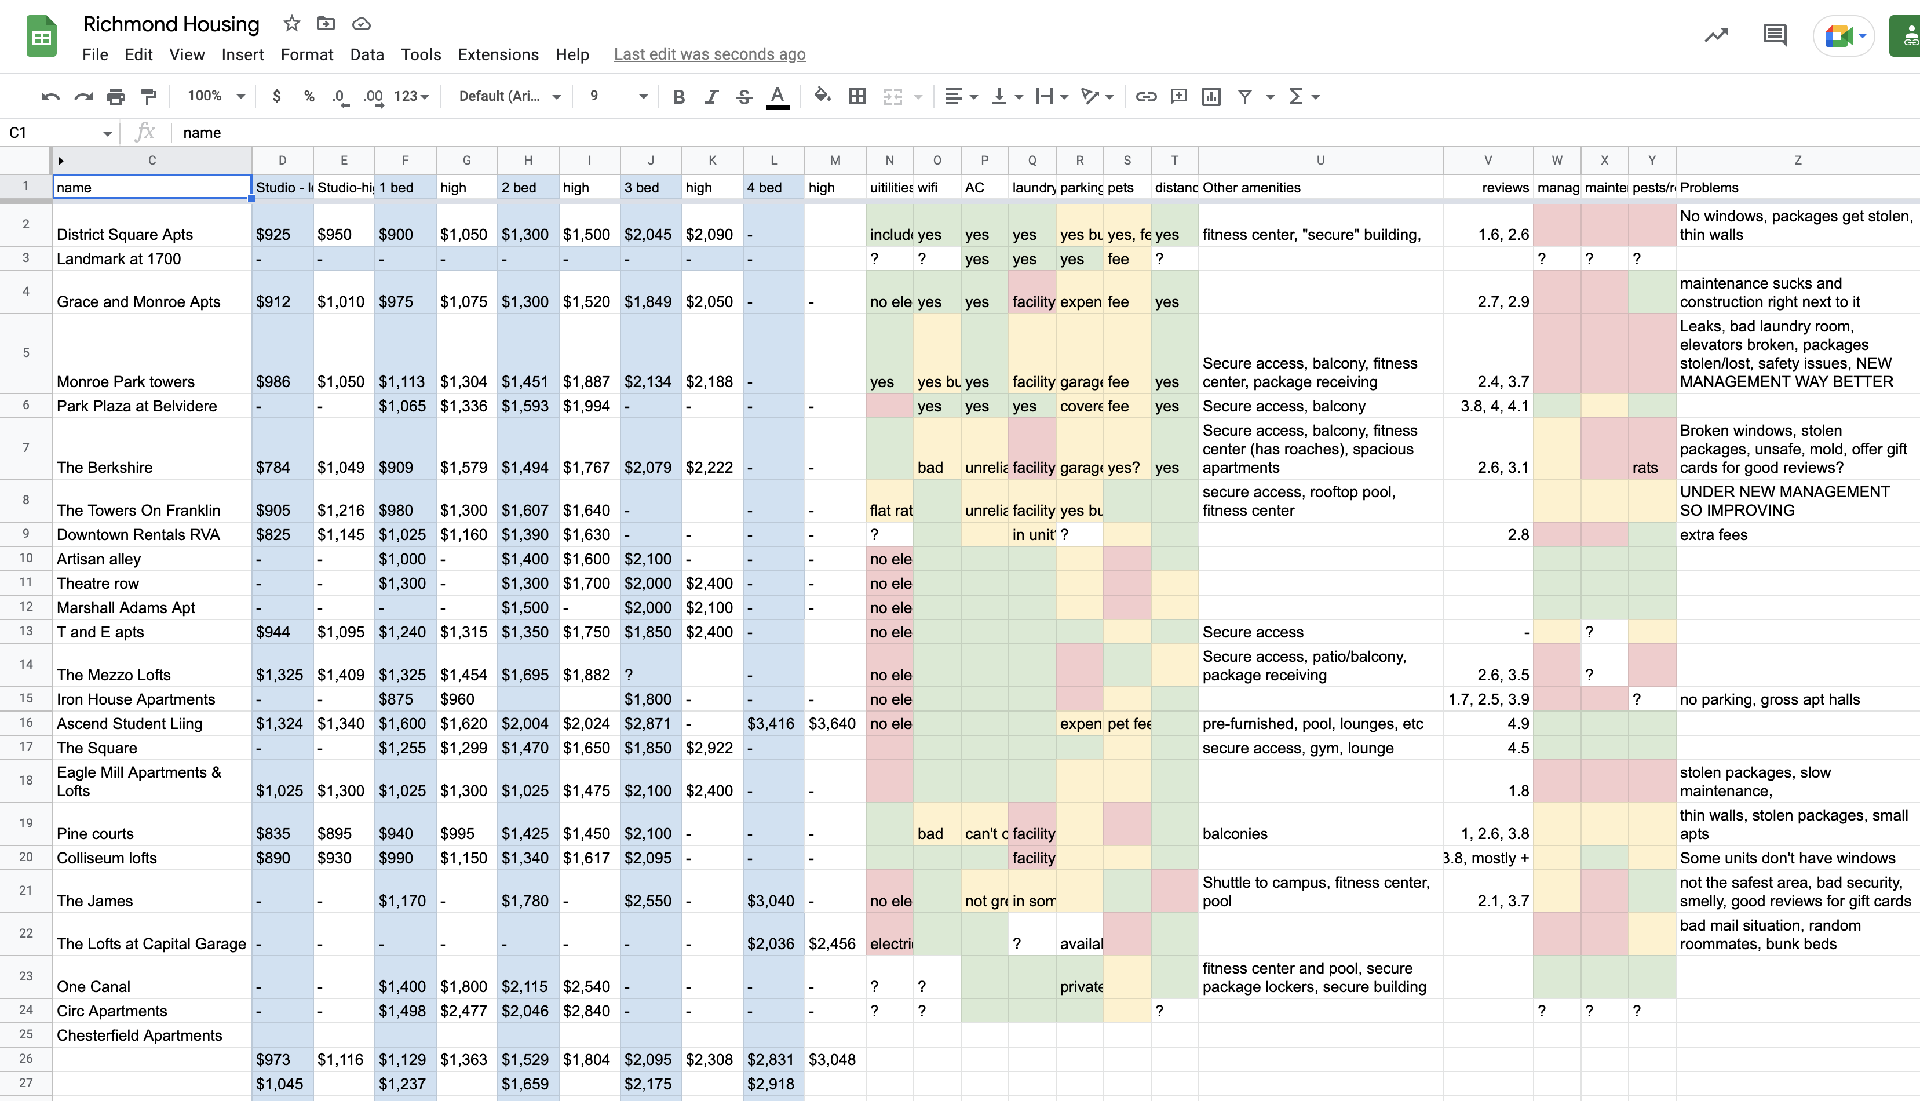 Richmond Housing
File Edit View Insert Format Data Tools Extensions Help Last edit was seconds ago
100% $ % .0 .00 123 Default (Ari... 9 B I S A
C1 fx name
C D E F G H I J K L M N O P Q R S T U V W X Y Z
1 name Studio - l Studio-hi 1 bed high 2 bed high 3 bed high 4 bed high uitilities wifi AC laundry parking pets distanc Other amenities reviews manag mainte pests/r Problems
2 District Square Apts $925 $950 $900 $1,050 $1,300 $1,500 $2,045 $2,090 - include yes yes yes yes bu yes, fe yes fitness center, "secure" building, 1.6, 2.6 No windows, packages get stolen,
thin walls
3 Landmark at 1700 - - - - - - - - - ? ? yes yes yes fee ? ? ? ?
4 Grace and Monroe Apts $912 $1,010 $975 $1,075 $1,300 $1,520 $1,849 $2,050 - - no ele yes yes facility expen fee yes 2.7, 2.9 maintenance sucks and
construction right next to it
5 Monroe Park towers $986 $1,050 $1,113 $1,304 $1,451 $1,887 $2,134 $2,188 - yes yes bu yes facility garage fee yes Secure access, balcony, fitness
center, package receiving 2.4, 3.7 Leaks, bad laundry room,
elevators broken, packages
stolen/lost, safety issues, NEW
MANAGEMENT WAY BETTER
6 Park Plaza at Belvidere - - $1,065 $1,336 $1,593 $1,994 - - - - yes yes yes covere fee yes Secure access, balcony 3.8, 4, 4.1
7 The Berkshire $784 $1,049 $909 $1,579 $1,494 $1,767 $2,079 $2,222 - - bad unrelia facility garage yes? yes Secure access, balcony, fitness
center (has roaches), spacious
apartments 2.6, 3.1 rats Broken windows, stolen
packages, unsafe, mold, offer gift
cards for good reviews?
8 The Towers On Franklin $905 $1,216 $980 $1,300 $1,607 $1,640 - - - - flat rat unrelia facility yes bu secure access, rooftop pool,
fitness center UNDER NEW MANAGEMENT
SO IMPROVING
9 Downtown Rentals RVA $825 $1,145 $1,025 $1,160 $1,390 $1,630 - - - - ? in unit ? 2.8 extra fees
10 Artisan alley - - $1,000 - $1,400 $1,600 $2,100 - - - no ele
11 Theatre row - - $1,300 - $1,300 $1,700 $2,000 $2,400 - - no ele
12 Marshall Adams Apt - - - - $1,500 - $2,000 $2,100 - - no ele
13 T and E apts $944 $1,095 $1,240 $1,315 $1,350 $1,750 $1,850 $2,400 - no ele Secure access - ?
14 The Mezzo Lofts $1,325 $1,409 $1,325 $1,454 $1,695 $1,882 ? - no ele Secure access, patio/balcony,
package receiving 2.6, 3.5 ?
15 Iron House Apartments - - $875 $960 $1,800 - - - no ele 1.7, 2.5, 3.9 ? no parking, gross apt halls
16 Ascend Student Liing $1,324 $1,340 $1,600 $1,620 $2,004 $2,024 $2,871 - $3,416 $3,640 no ele expen pet fee pre-furnished, pool, lounges, etc 4.9
17 The Square - - $1,255 $1,299 $1,470 $1,650 $1,850 $2,922 - secure access, gym, lounge 4.5
18 Eagle Mill Apartments &
Lofts $1,025 $1,300 $1,025 $1,300 $1,025 $1,475 $2,100 $2,400 - - 1.8 stolen packages, slow
maintenance,
19 Pine courts $835 $895 $940 $995 $1,425 $1,450 $2,100 - - - bad can't c facility balconies 1, 2.6, 3.8 thin walls, stolen packages, small
apts
20 Colliseum lofts $890 $930 $990 $1,150 $1,340 $1,617 $2,095 - - - facility 3.8, mostly + Some units don't have windows
21 The James - - $1,170 - $1,780 - $2,550 - $3,040 - no ele not gre in som Shuttle to campus, fitness center,
pool 2.1, 3.7 not the safest area, bad security,
smelly, good reviews for gift cards
22 The Lofts at Capital Garage - - - - - - - - $2,036 $2,456 electri ? availal bad mail situation, random
roommates, bunk beds
23 One Canal - - $1,400 $1,800 $2,115 $2,540 - - - - ? ? private fitness center and pool, secure
package lockers, secure building
24 Circ Apartments - - $1,498 $2,477 $2,046 $2,840 - - - - ? ? ? ? ? ?
25 Chesterfield Apartments
26 $973 $1,116 $1,129 $1,363 $1,529 $1,804 $2,095 $2,308 $2,831 $3,048
27 $1,045 $1,237 $1,659 $2,175 $2,918